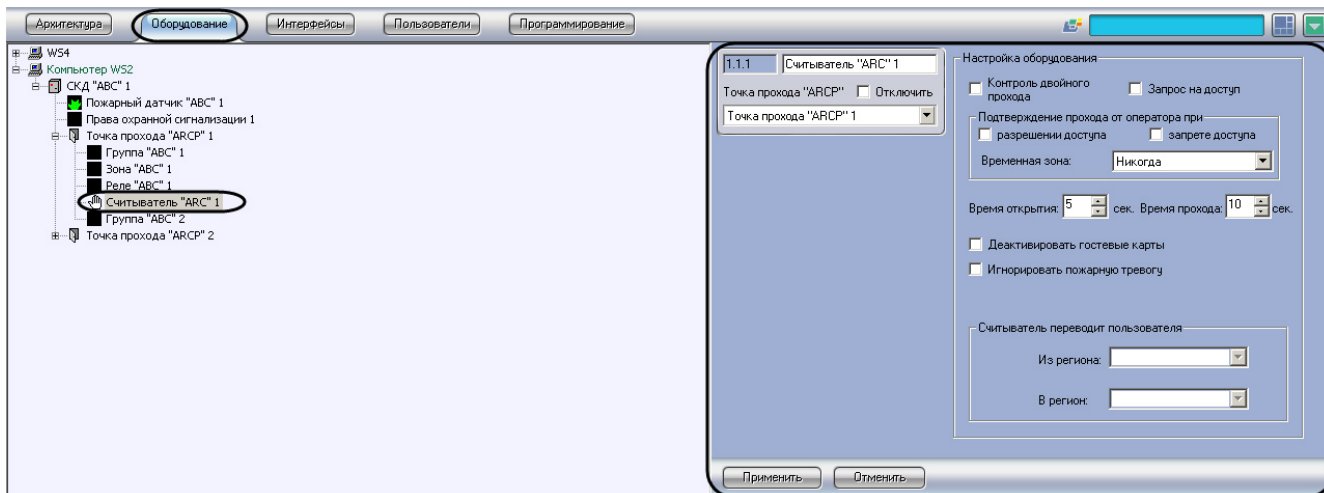 Архитектура Оборудование Интерфейсы Пользователи Программирование
WS4
Компьютер WS2
СКД "ABC" 1
Пожарный датчик "ABC" 1
Права охранной сигнализации 1
Точка прохода "ARCP" 1
Группа "ABC" 1
Зона "ABC" 1
Реле "ABC" 1
Считыватель "ARC" 1
Группа "ABC" 2
Точка прохода "ARCP" 2
1.1.1 Считыватель "ARC" 1
Точка прохода "ARCP" Отключить
Точка прохода "ARCP" 1
Настройка оборудования
Контроль двойного
прохода
Запрос на доступ
Подтверждение прохода от оператора при
разрешении доступа запрете доступа
Временная зона: Никогда
Время открытия: 5 сек. Время прохода: 10 сек.
Деактивировать гостевые карты
Игнорировать пожарную тревогу
Считыватель переводит пользователя
Из региона:
В регион:
Применить Отменить